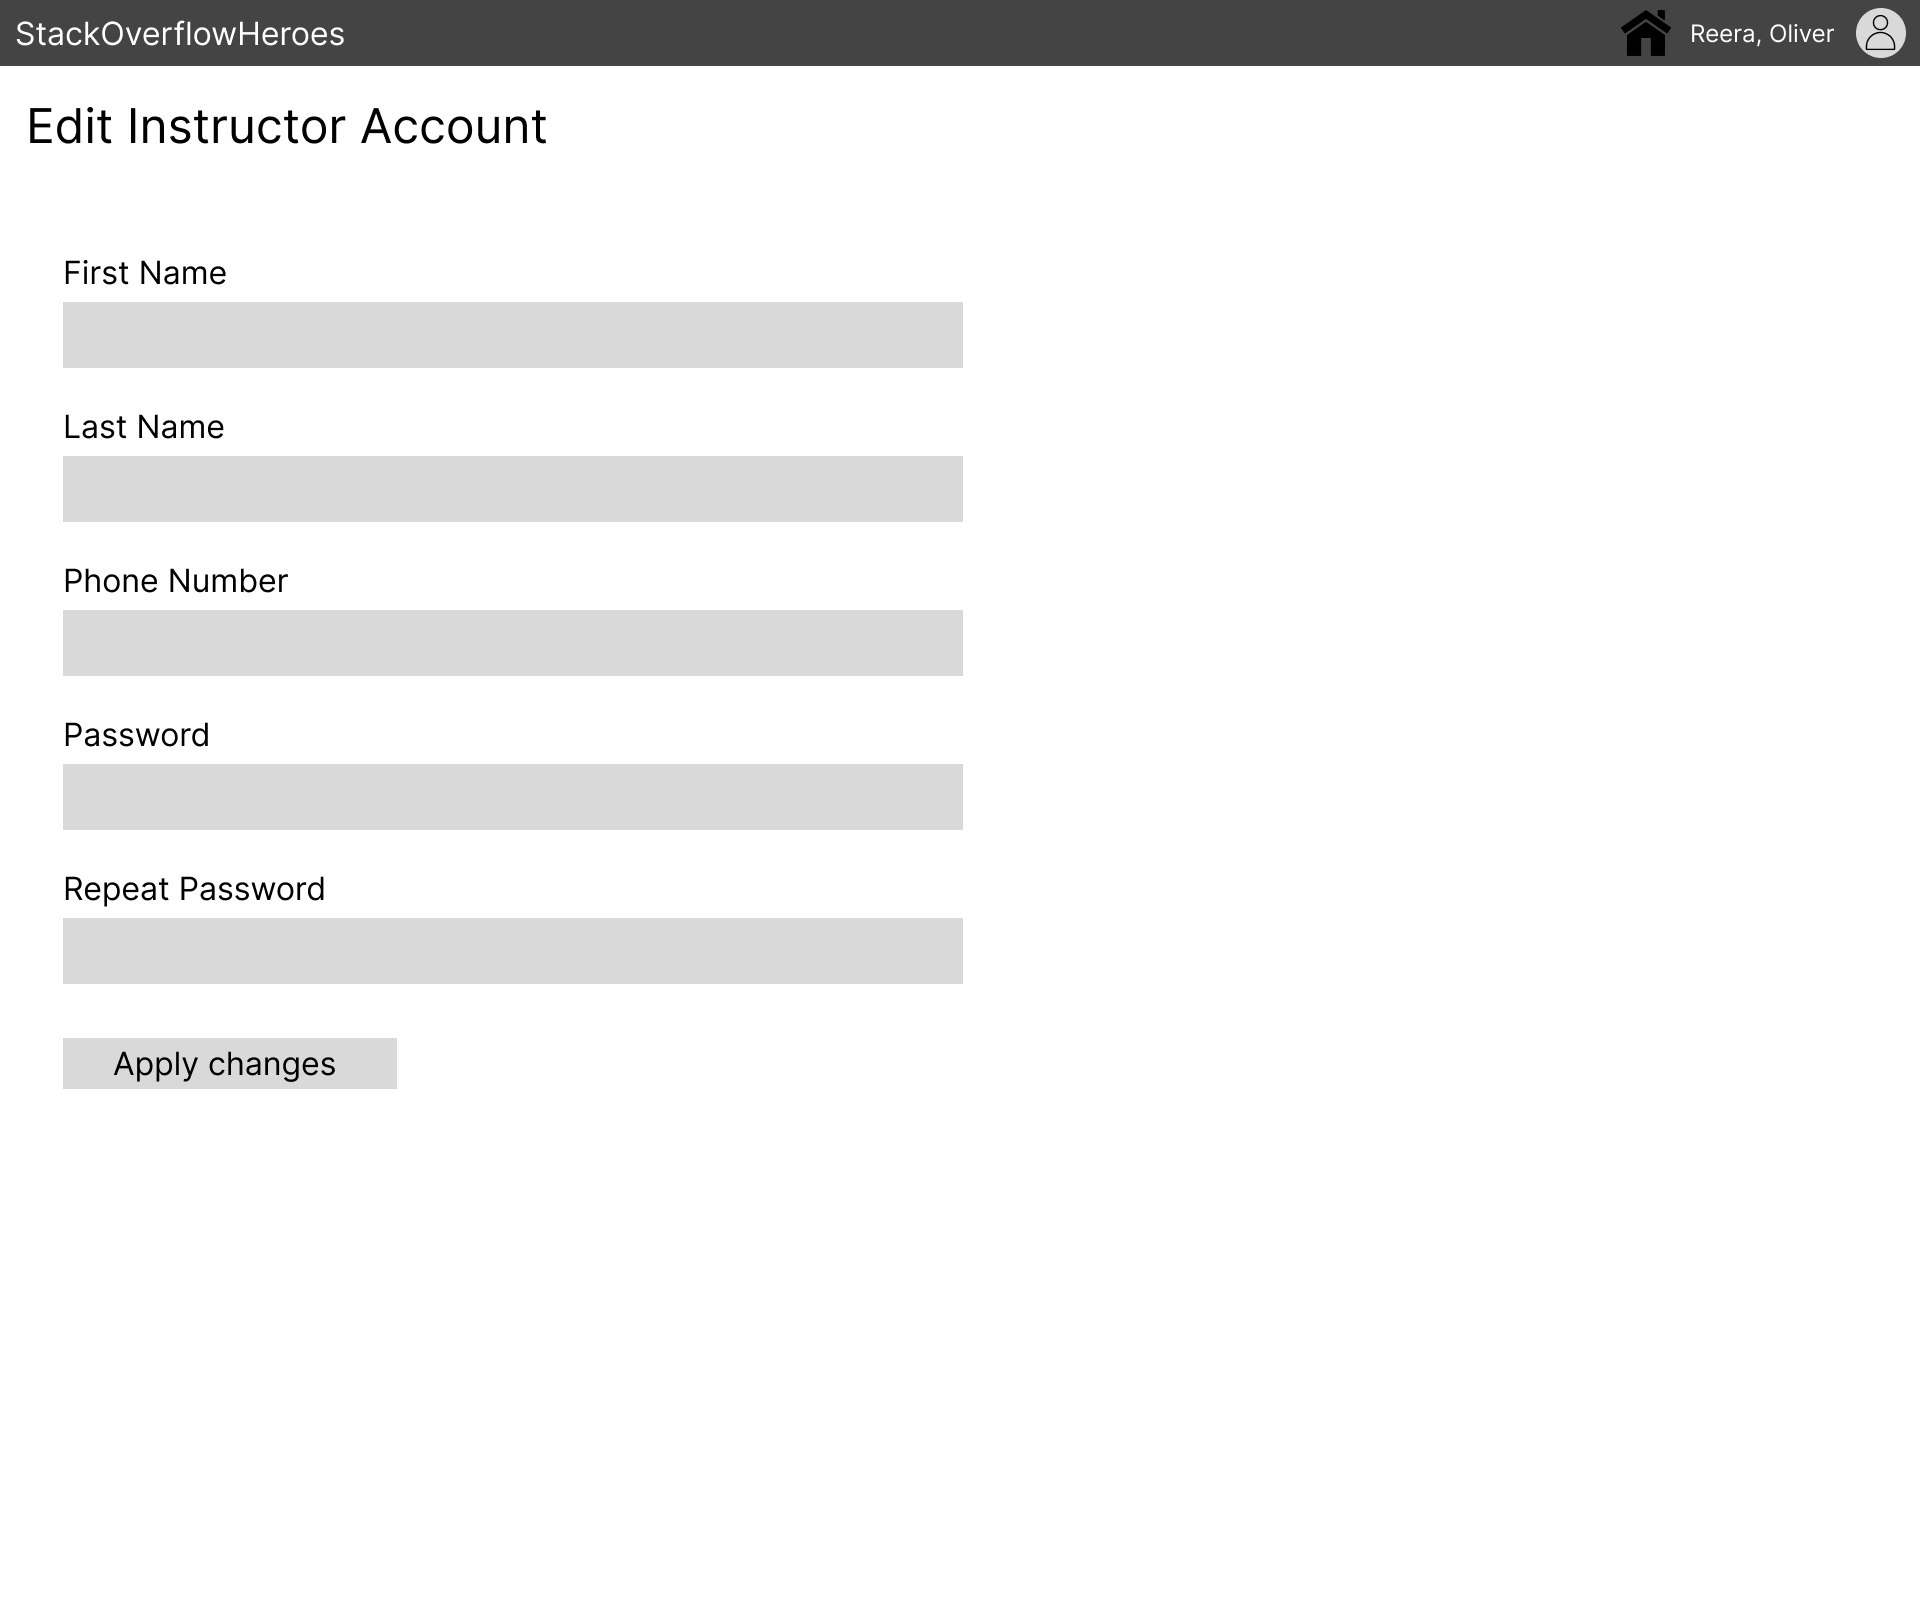 StackOverflowHeroes
Reera, Oliver
Edit Instructor Account
First Name
Last Name
Phone Number
Password
Repeat Password
Apply changes